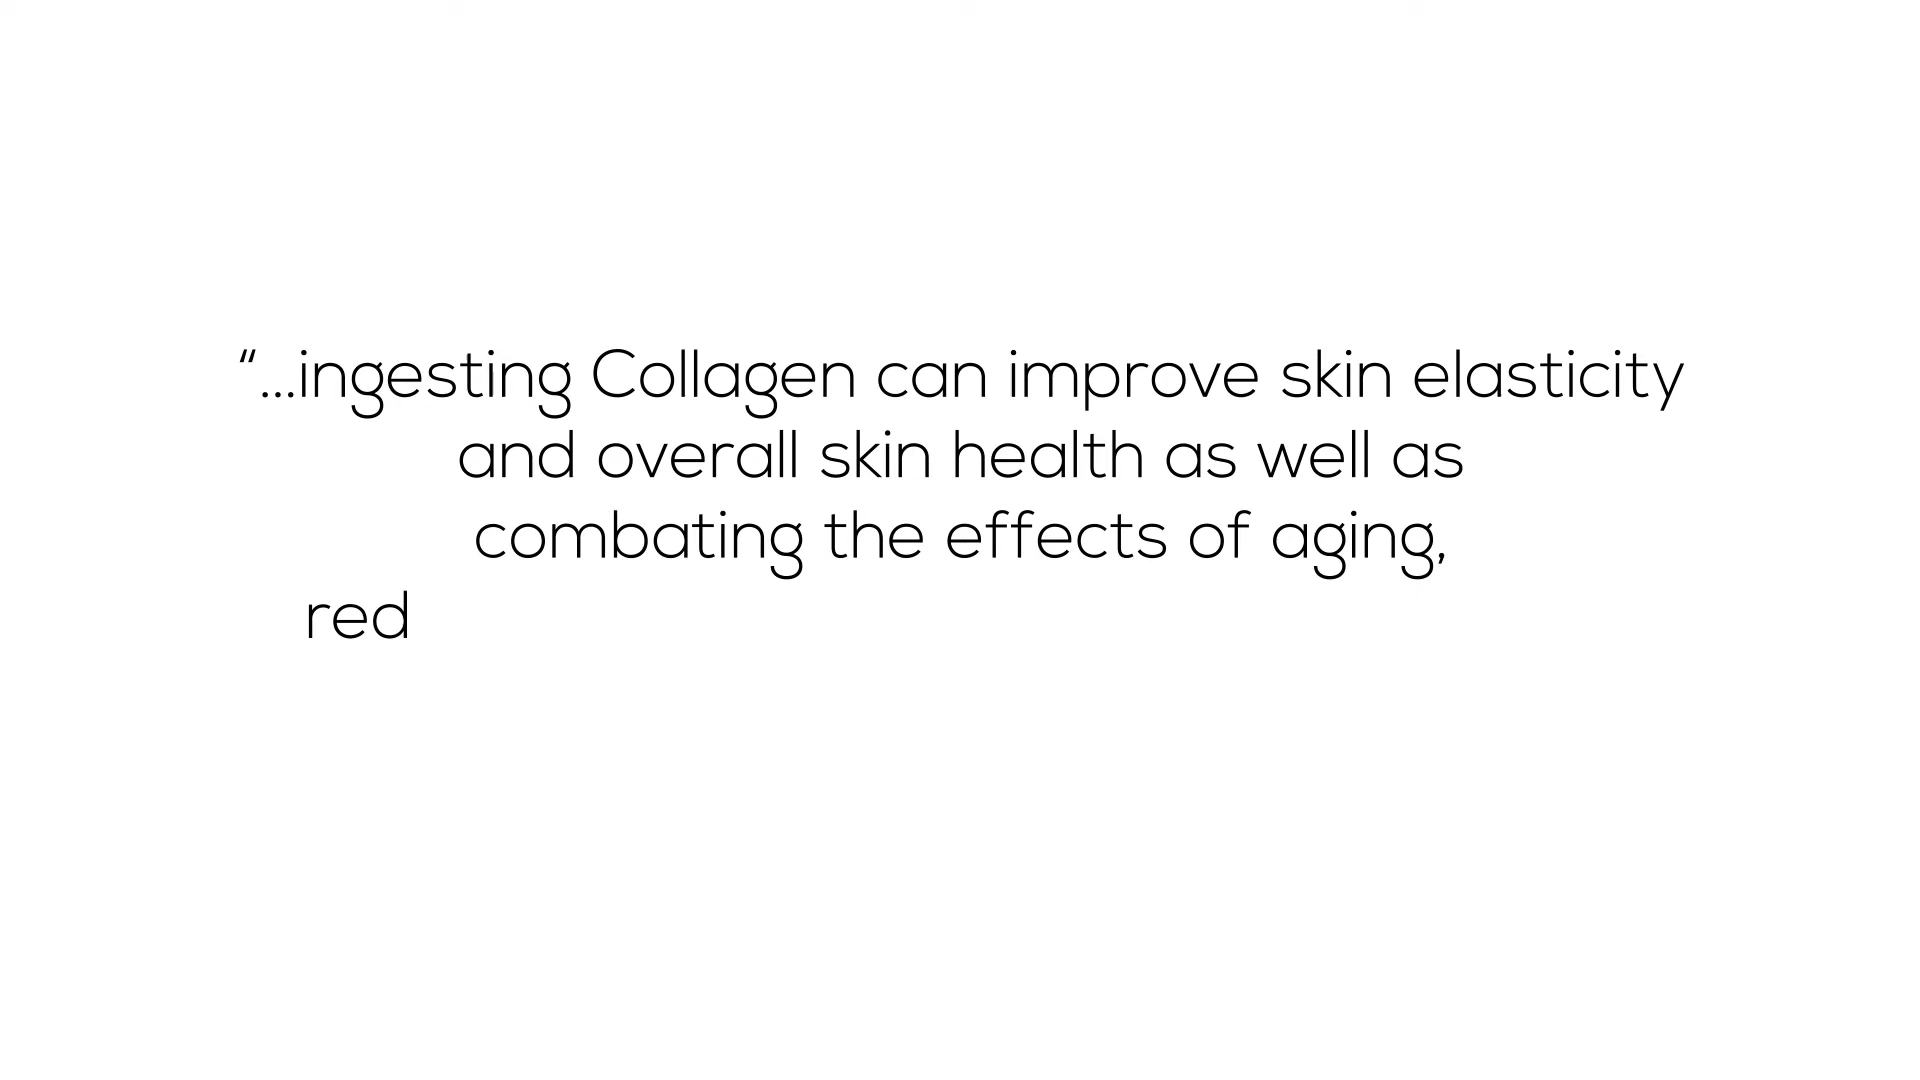 “...ingesting Collagen can improve skin elasticity
and overall skin health as well as
combating the effects of aging,
red